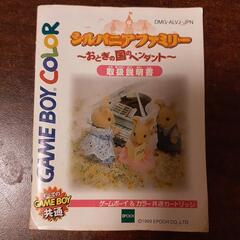 DMG-ALVJ-JPN
GAME BOY COLOR
シルバニアファミリー
～おとぎの国のペンダント～
取扱説明書
GAME BOY
共通
ゲームボーイ&カラー共通カートリッジ
EPOCH
©1999 EPOCH CO., LTD.